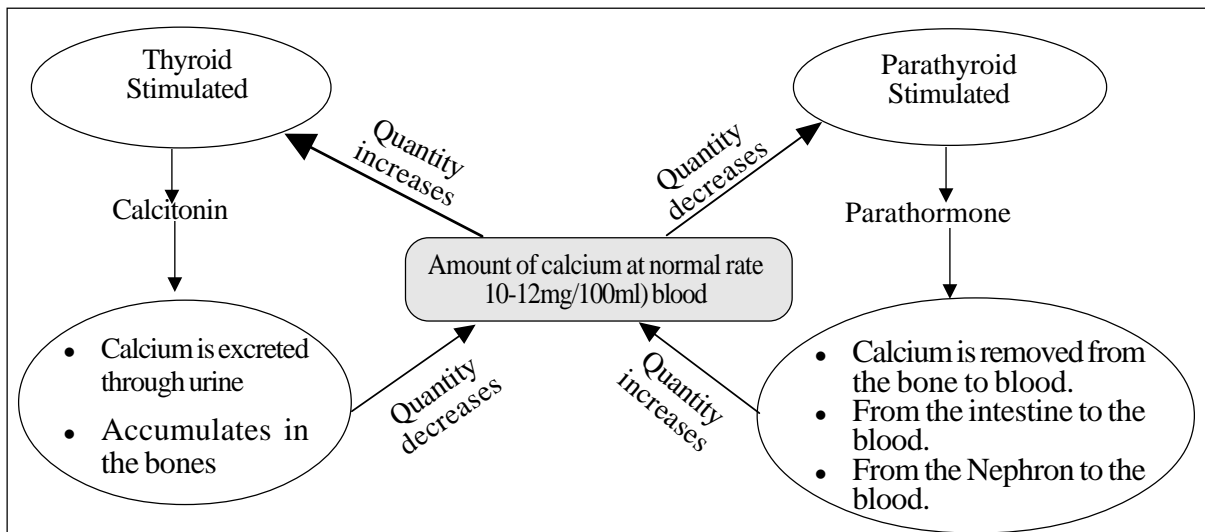 Thyroid
Stimulated
Parathyroid
Stimulated
Quantity
increases
Quantity
decreases
Calcitonin
Parathormone
Amount of calcium at normal rate
10-12mg/100ml) blood
• Calcium is excreted
through urine
• Accumulates in
the bones
Quantity
decreases
Quantity
increases
• Calcium is removed from
the bone to blood.
• From the intestine to the
blood.
• From the Nephron to the
blood.